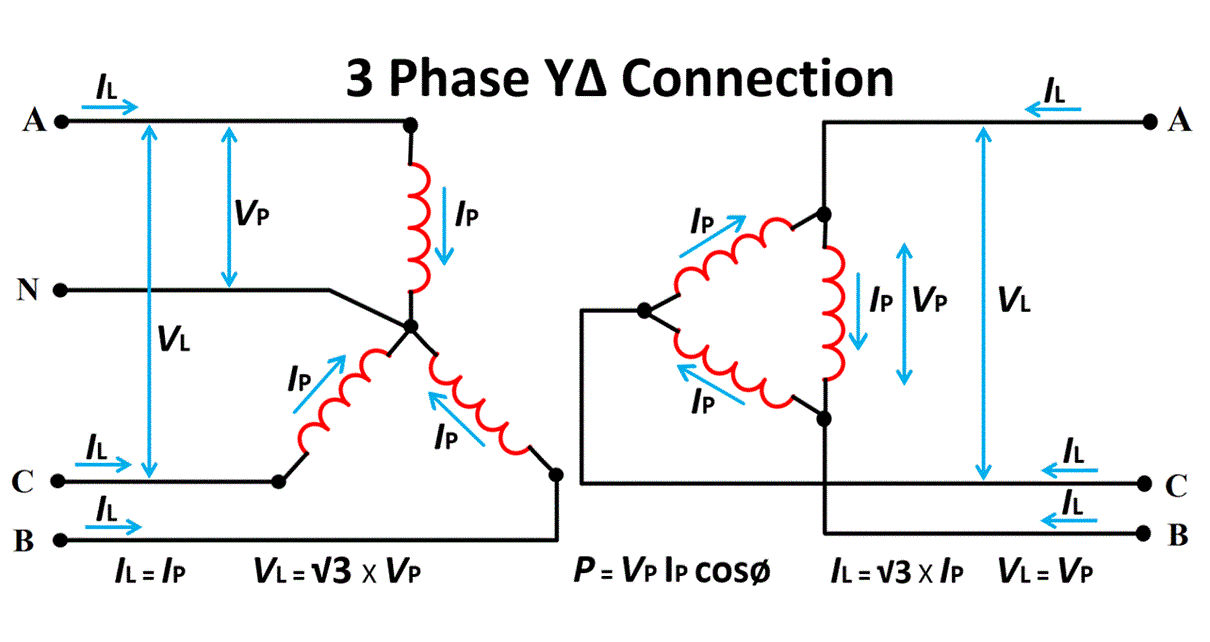 3 Phase YΔ Connection
IL
IL
A
A
VP
IP
IP
IP
VP
VL
N
VL
IP
IP
IP
IL
IL
C
C
IL
IL
B
B
IL = IP
VL = √3 X VP
P = VP IP cosø
IL = √3 X IP
VL = VP